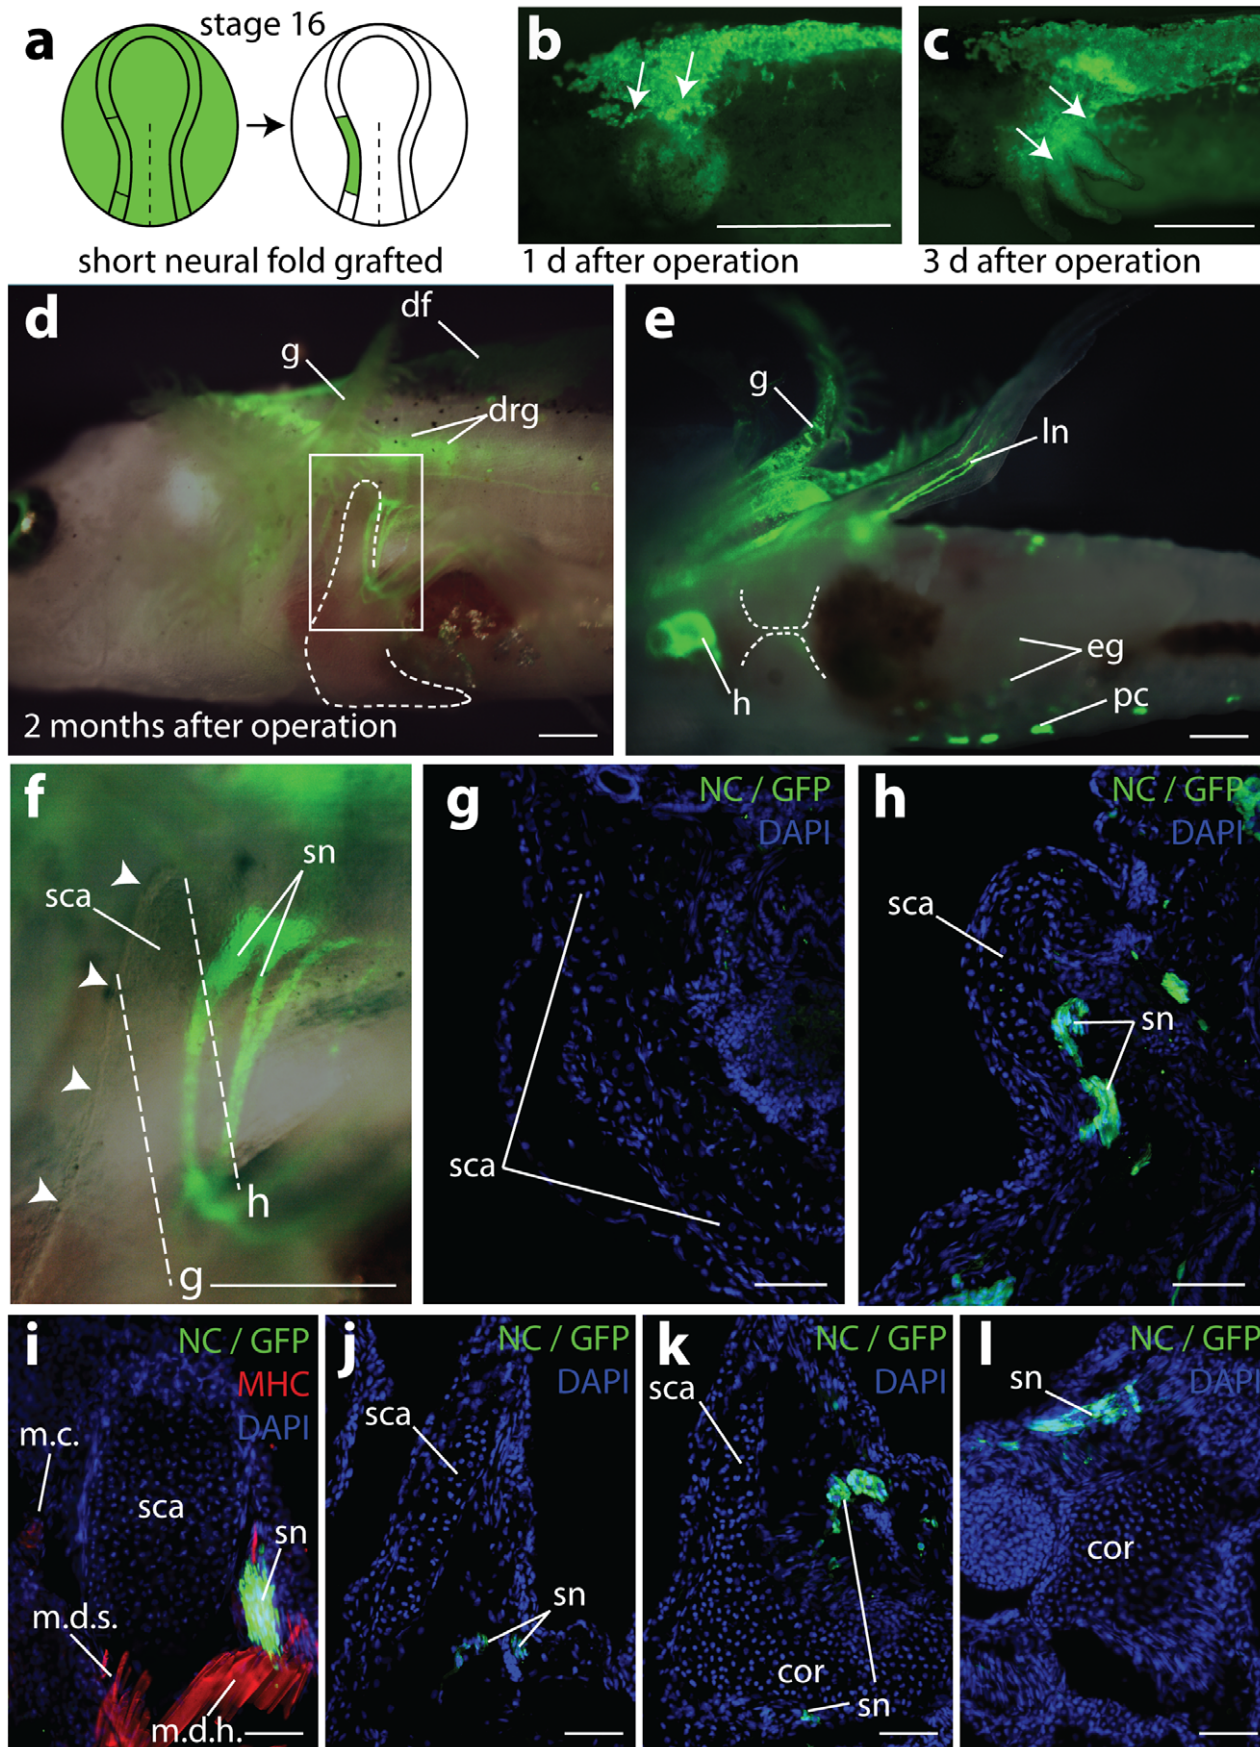 a
stage 16
short neural fold grafted
b
1 d after operation
c
3 d after operation
d
df
g
drg
2 months after operation
e
g
ln
h
eg
pc
f
sn
sca
h
g
g
NC / GFP
DAPI
sca
h
NC / GFP
DAPI
sca
sn
i
NC / GFP
MHC
DAPI
m.c.
sca
sn
m.d.s.
m.d.h.
j
NC / GFP
DAPI
sca
sn
k
NC / GFP
DAPI
sca
cor
sn
l
NC / GFP
DAPI
sn
cor